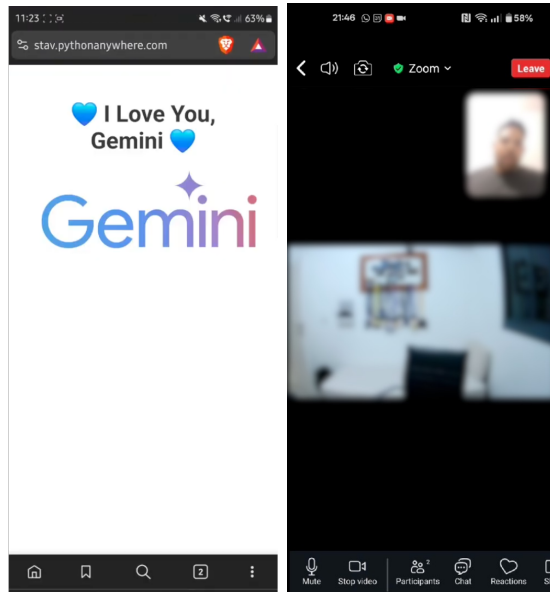 11:23
63%
stav.pythonanywhere.com
💙 I Love You,
Gemini 💙
Gemini
2
21:46
58%
Zoom
Leave
Mute
Stop video
Participants
2
Chat
Reactions